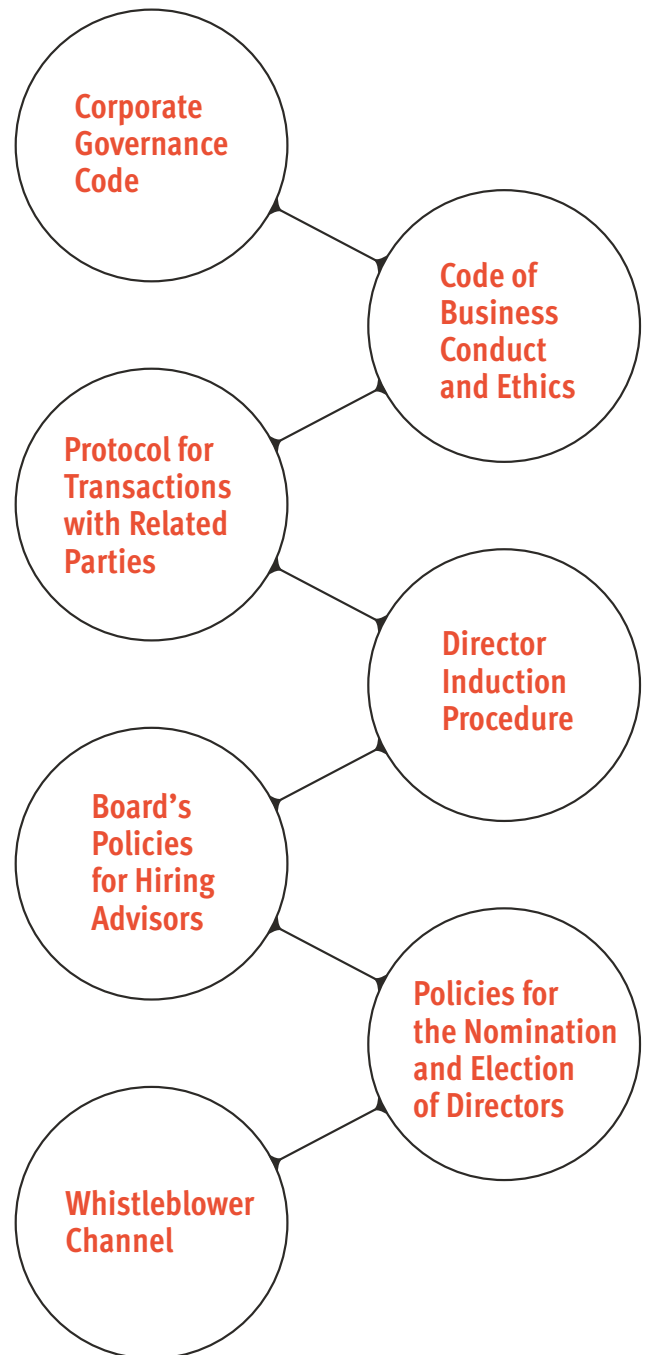 Corporate
Governance
Code
Code of
Business
Conduct
and Ethics
Protocol for
Transactions
with Related
Parties
Director
Induction
Procedure
Board’s
Policies
for Hiring
Advisors
Policies for
the Nomination
and Election
of Directors
Whistleblower
Channel